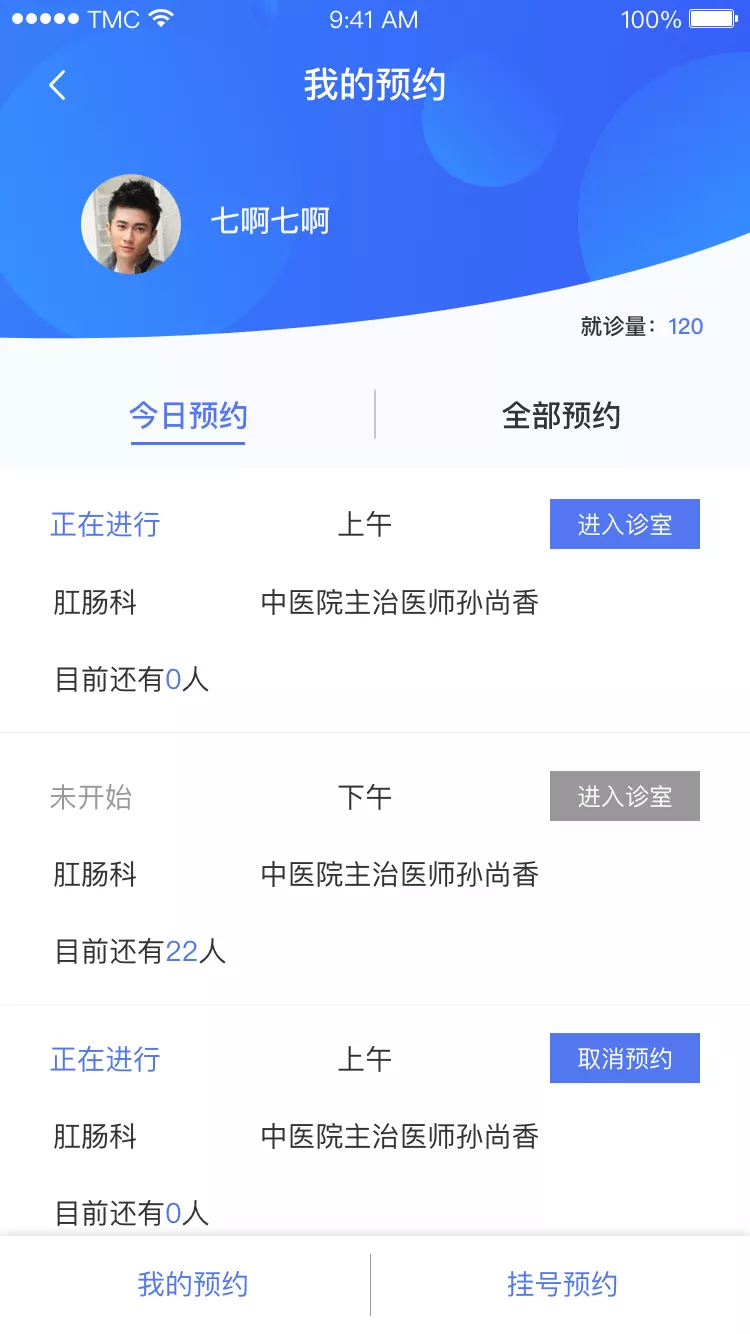 TMC 9:41 AM 100%
我的预约
七啊七啊
就诊量：120
今日预约 全部预约
正在进行 上午 进入诊室
肛肠科 中医院主治医师孙尚香
目前还有0人
未开始 下午 进入诊室
肛肠科 中医院主治医师孙尚香
目前还有22人
正在进行 上午 取消预约
肛肠科 中医院主治医师孙尚香
目前还有0人
我的预约 挂号预约